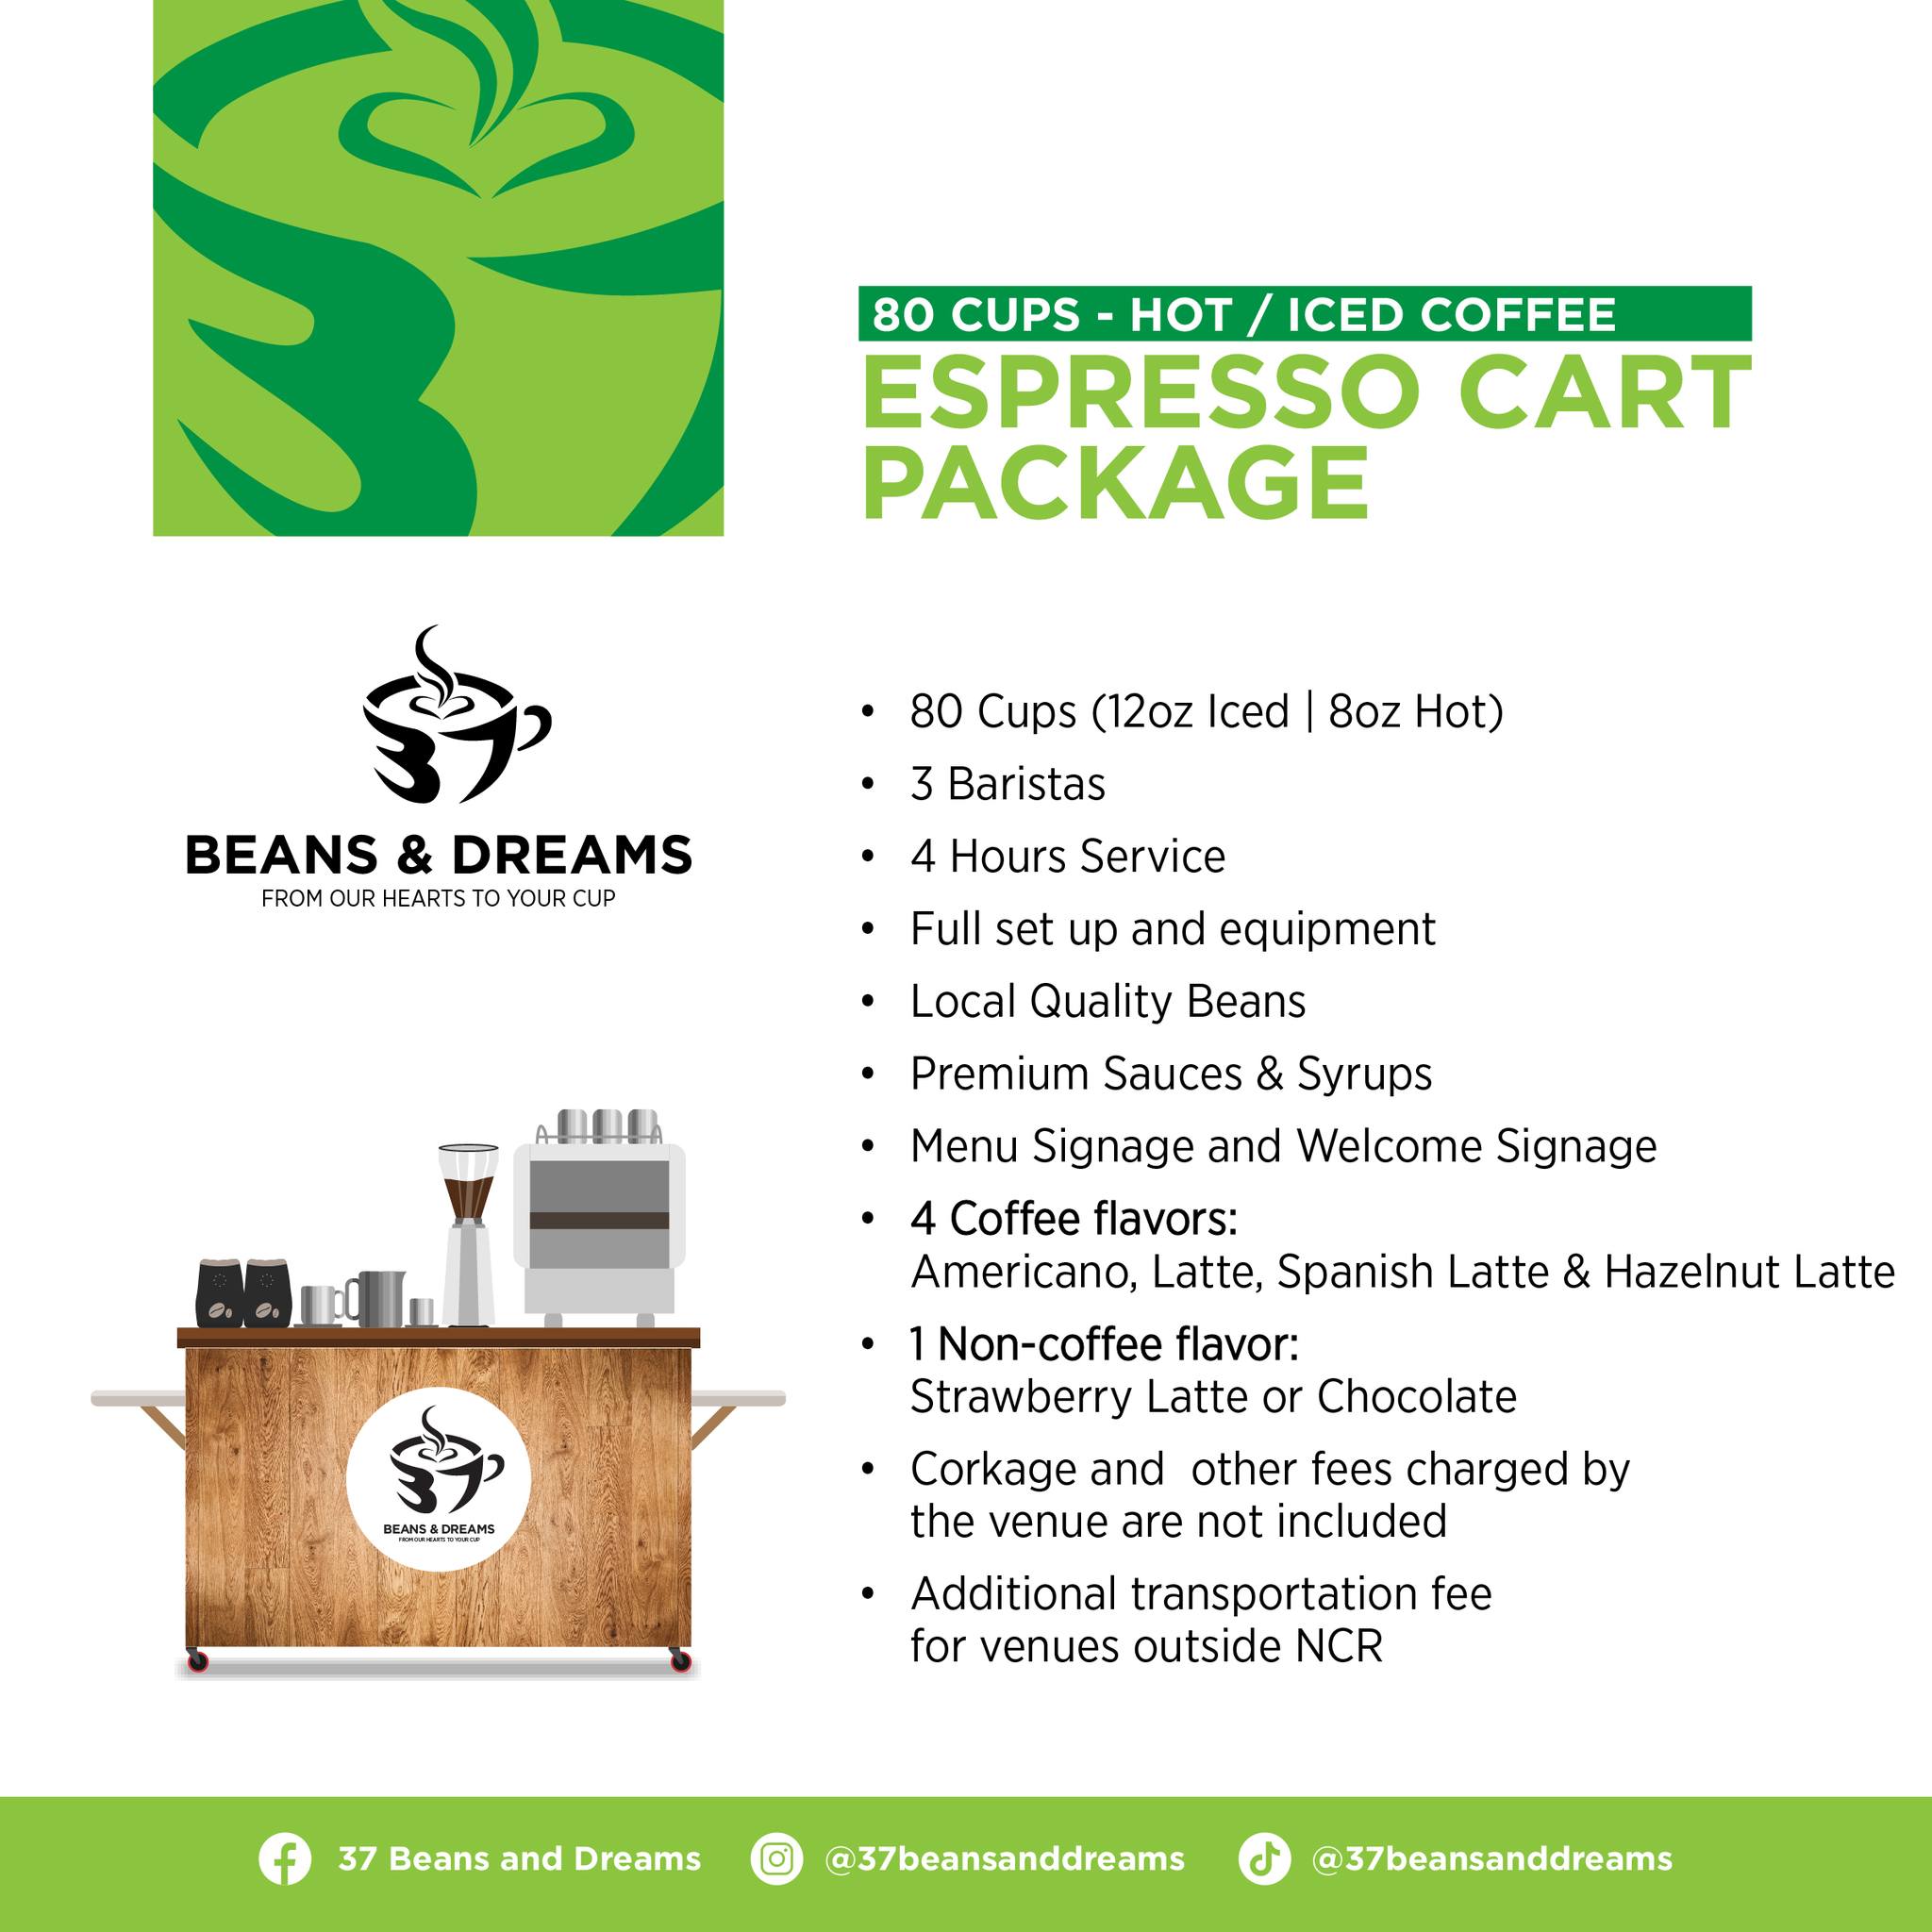 80 CUPS - HOT / ICED COFFEE
ESPRESSO CART
PACKAGE
37
BEANS & DREAMS
FROM OUR HEARTS TO YOUR CUP
• 80 Cups (12oz Iced | 8oz Hot)
• 3 Baristas
• 4 Hours Service
• Full set up and equipment
• Local Quality Beans
• Premium Sauces & Syrups
• Menu Signage and Welcome Signage
• 4 Coffee flavors:
Americano, Latte, Spanish Latte & Hazelnut Latte
• 1 Non-coffee flavor:
Strawberry Latte or Chocolate
• Corkage and other fees charged by
the venue are not included
• Additional transportation fee
for venues outside NCR
37
BEANS & DREAMS
FROM OUR HEARTS TO YOUR CUP
37 Beans and Dreams @37beansanddreams @37beansanddreams